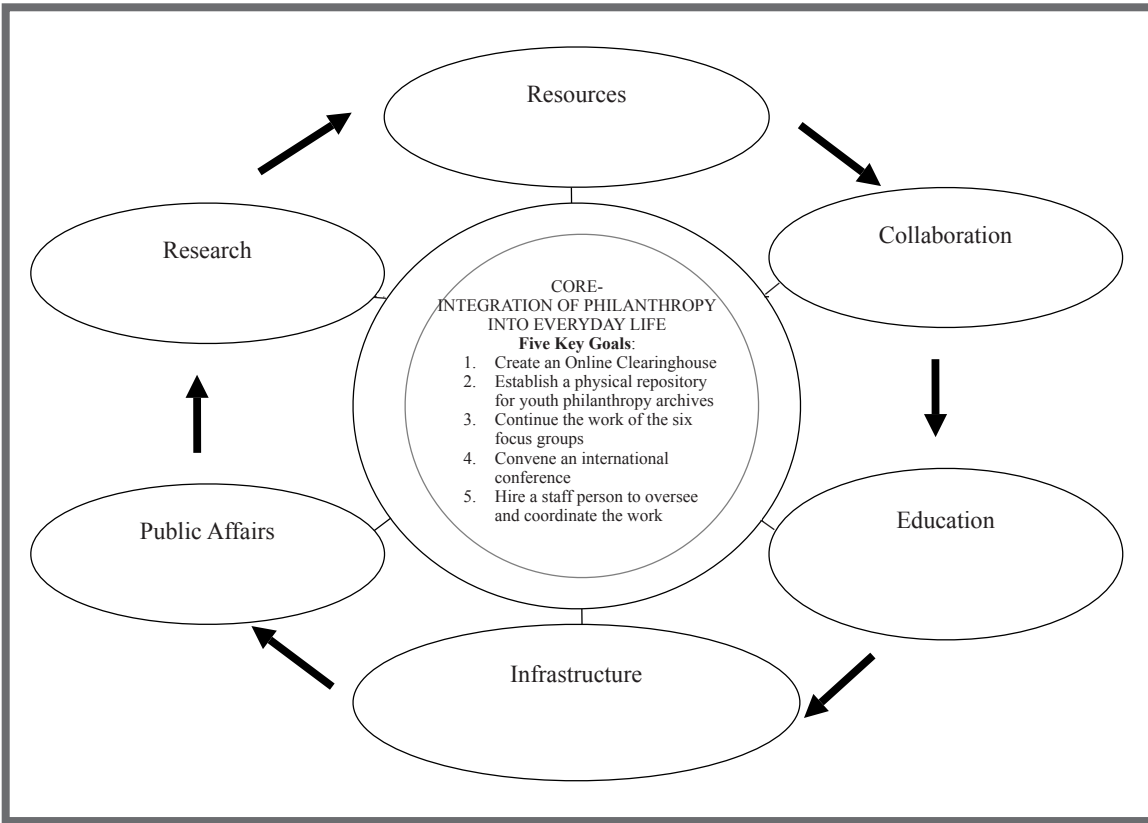 Resources
Collaboration
Research
CORE-
INTEGRATION OF PHILANTHROPY
INTO EVERYDAY LIFE
Five Key Goals:
1. Create an Online Clearinghouse
2. Establish a physical repository
for youth philanthropy archives
3. Continue the work of the six
focus groups
4. Convene an international
conference
5. Hire a staff person to oversee
and coordinate the work
Education
Public Affairs
Infrastructure